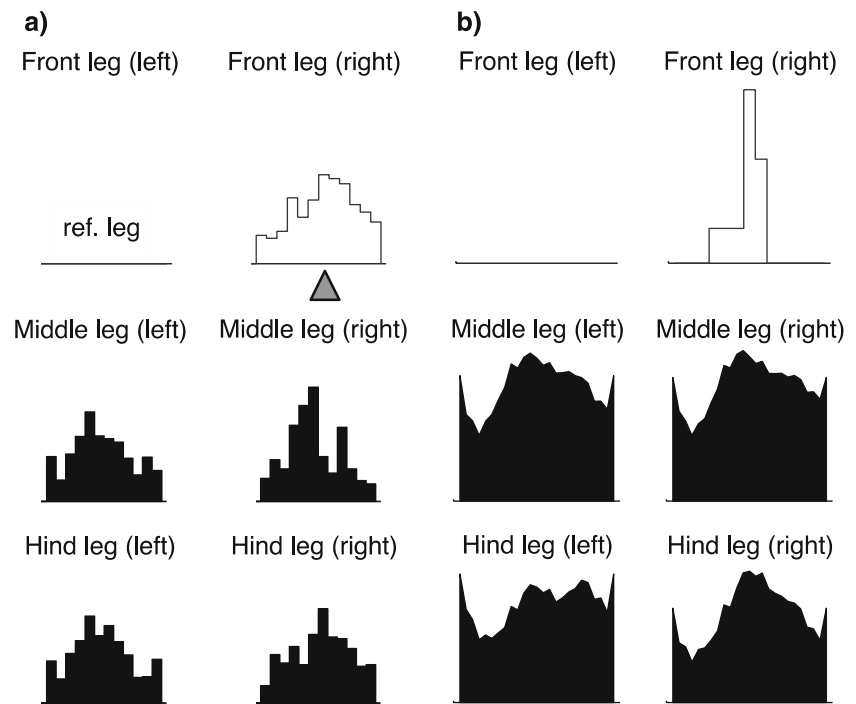 a)
b)
Front leg (left)
Front leg (right)
Front leg (left)
Front leg (right)
ref. leg
Middle leg (left)
Middle leg (right)
Middle leg (left)
Middle leg (right)
Hind leg (left)
Hind leg (right)
Hind leg (left)
Hind leg (right)